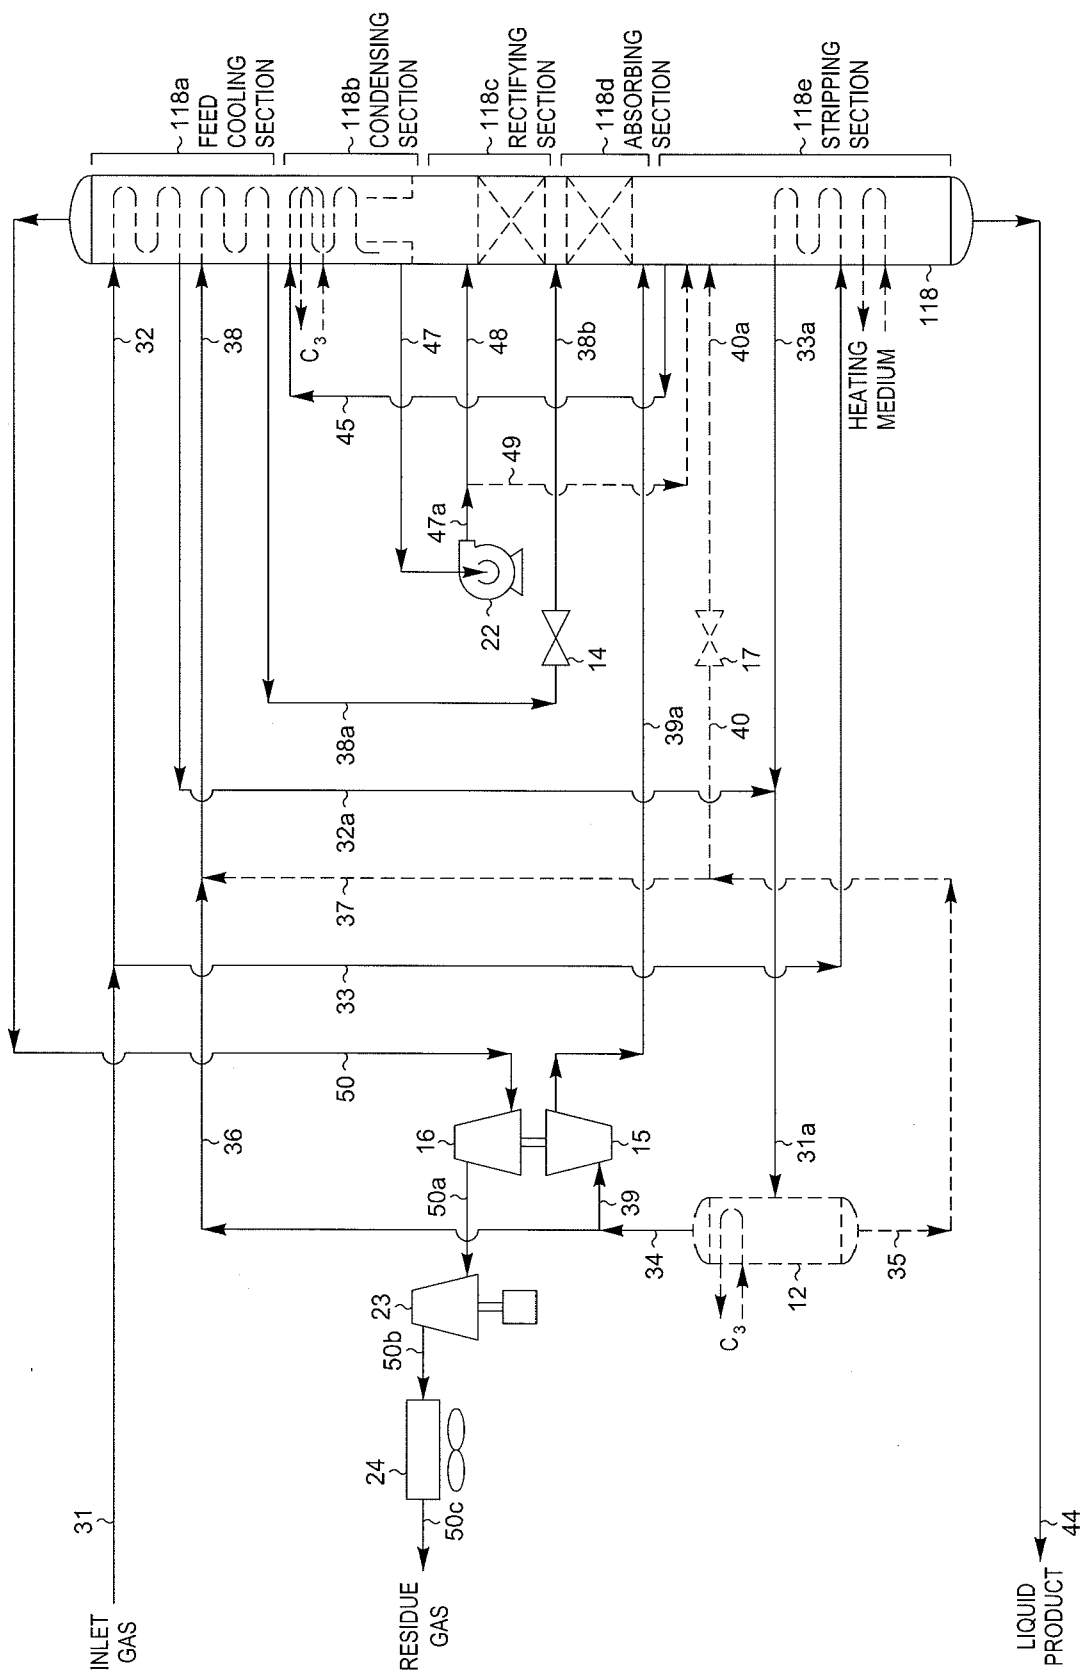 118a
FEED
COOLING
SECTION
118b
CONDENSING
SECTION
118c
RECTIFYING
SECTION
118d
ABSORBING
SECTION
118e
STRIPPING
SECTION
32
38
C3
47
48
38b
40a
33a
HEATING
MEDIUM
118
45
49
47a
22
14
17
38a
39a
40
32a
37
33
50
36
16
15
50a
39
31a
34
35
12
C3
23
50b
24
50c
31
INLET
GAS
RESIDUE
GAS
44
LIQUID
PRODUCT